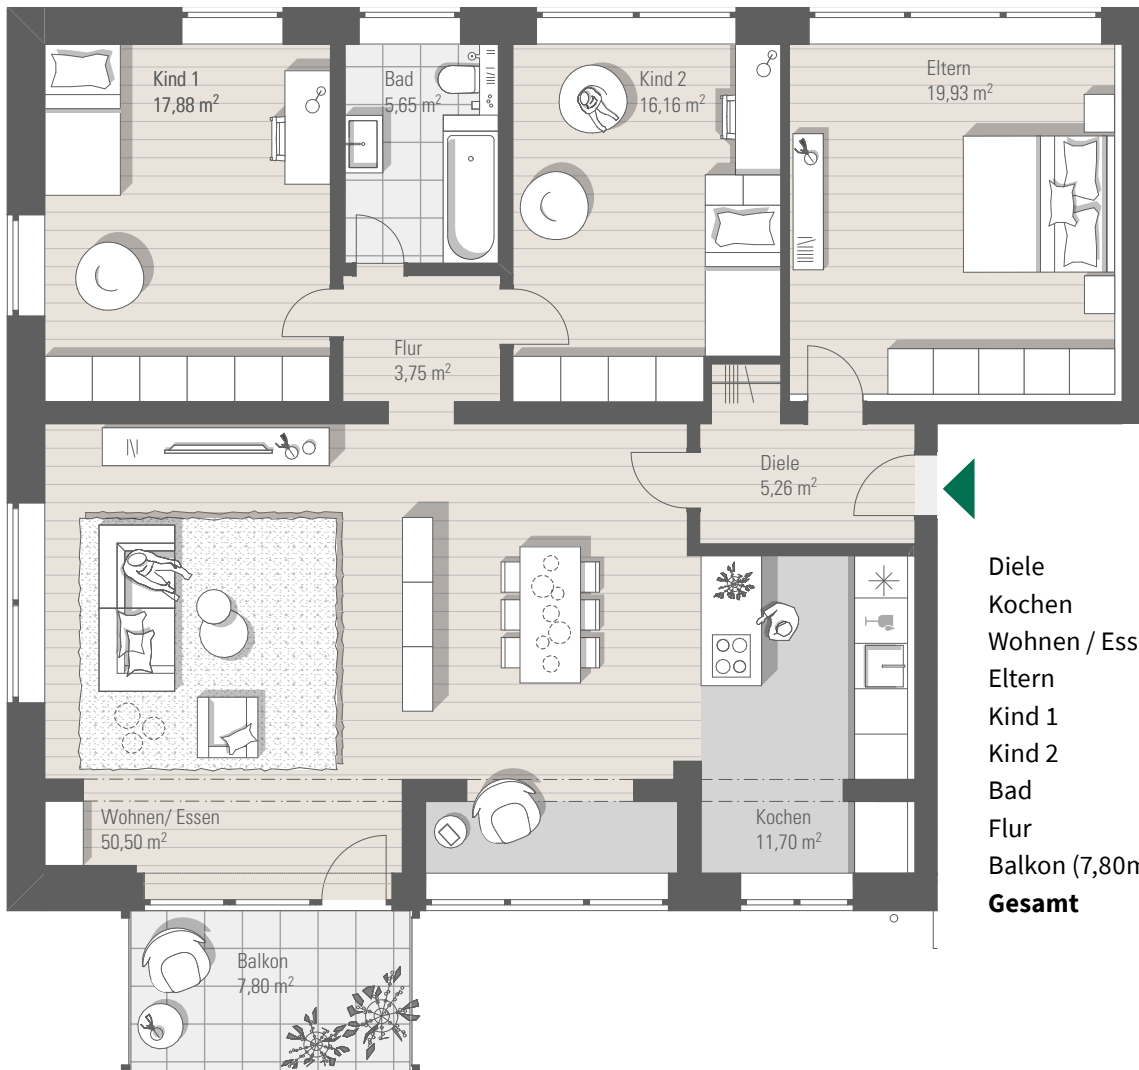 Kind 1
17,88 m²
Bad
5,65 m²
Kind 2
16,16 m²
Eltern
19,93 m²
Flur
3,75 m²
Diele
5,26 m²
Wohnen/ Essen
50,50 m²
Kochen
11,70 m²
Balkon
7,80 m²
Diele
Kochen
Wohnen / Ess
Eltern
Kind 1
Kind 2
Bad
Flur
Balkon (7,80m
Gesamt